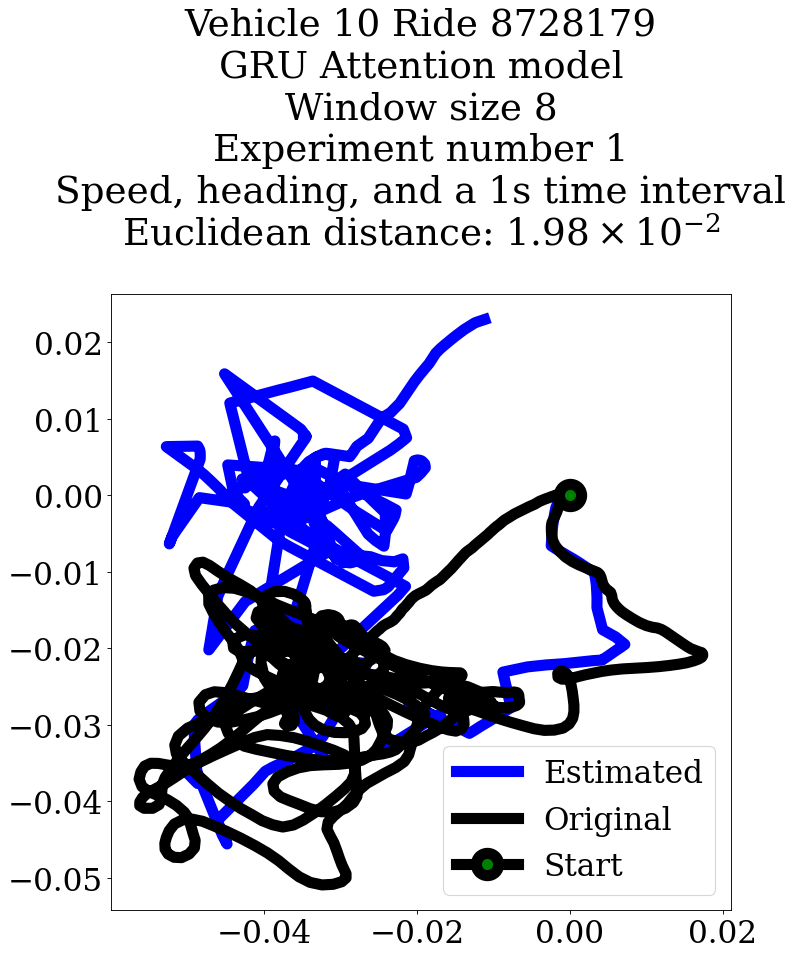 Vehicle 10 Ride 8728179
GRU Attention model
Window size 8
Experiment number 1
Speed, heading, and a 1s time interval
Euclidean distance: 1.98 × 10⁻²
0.02
0.01
0.00
−0.01
−0.02
−0.03
−0.04
−0.05
Estimated
Original
Start
−0.04
−0.02
0.00
0.02